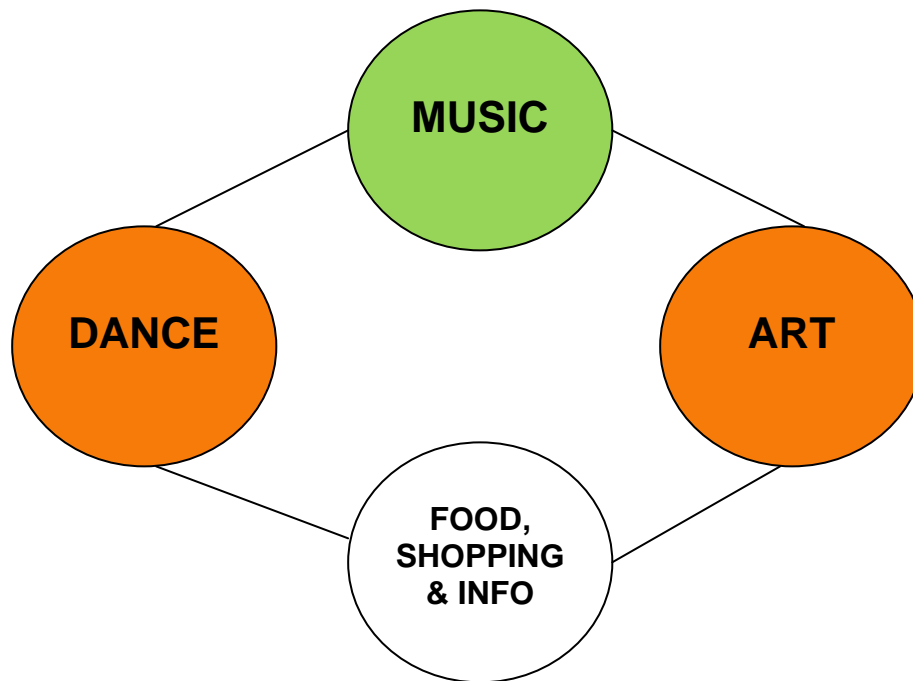 MUSIC
DANCE
ART
FOOD,
SHOPPING
& INFO